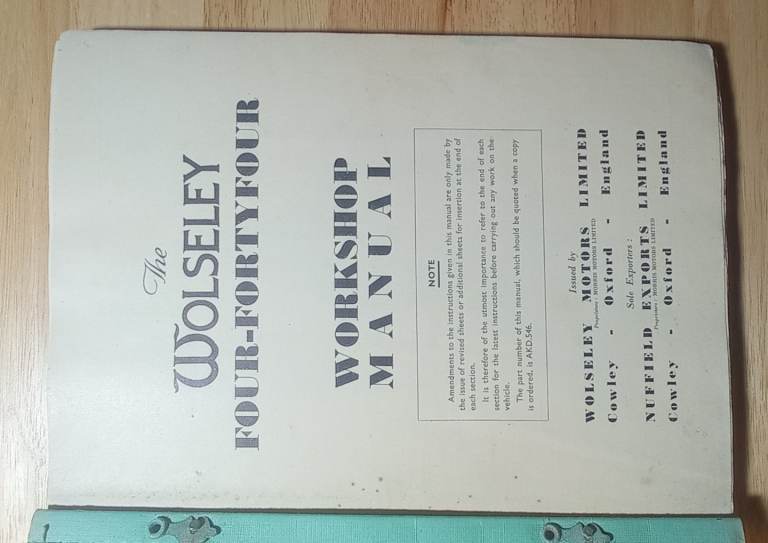 The
WOLSELEY
FOUR-FORTYFOUR
WORKSHOP
MANUAL
NOTE
Amendments to the instructions given in this manual are only made by
the issue of revised sheets or additional sheets for insertion at the end of
each section.
It is therefore of the utmost importance to refer to the end of each
section for the latest instructions before carrying out any work on the
vehicle.
The part number of this manual, which should be quoted when a copy
is ordered, is AKD.546.
Issued by
WOLSELEY MOTORS LIMITED
Proprietors: MORRIS MOTORS LIMITED
Cowley - Oxford - England
Sole Exporters:
NUFFIELD EXPORTS LIMITED
Proprietors: MORRIS MOTORS LIMITED
Cowley - Oxford - England